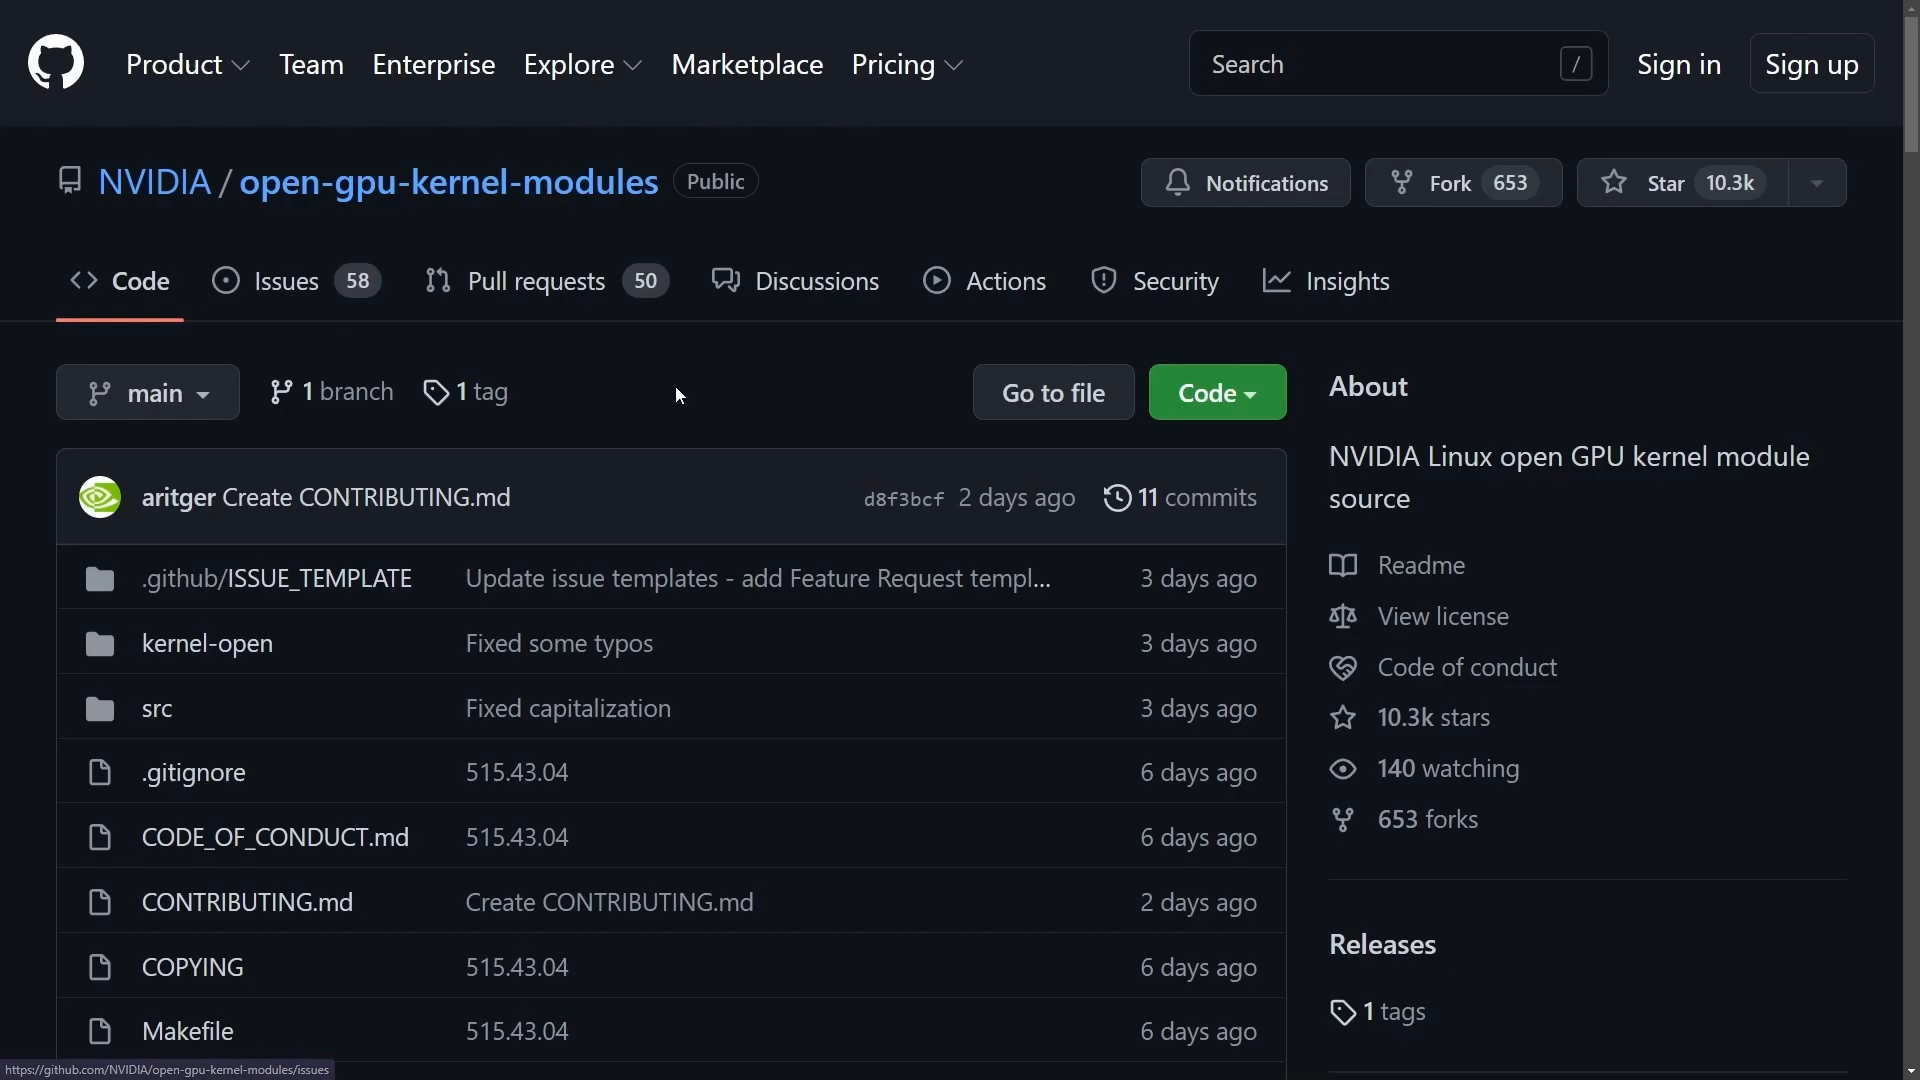 Product Team Enterprise Explore Marketplace Pricing Search / Sign in Sign up
NVIDIA / open-gpu-kernel-modules Public Notifications Fork 653 Star 10.3k
Code Issues 58 Pull requests 50 Discussions Actions Security Insights
main 1 branch 1 tag Go to file Code
aritger Create CONTRIBUTING.md d8f3bcf 2 days ago 11 commits
.github/ISSUE_TEMPLATE Update issue templates - add Feature Request templ... 3 days ago
kernel-open Fixed some typos 3 days ago
src Fixed capitalization 3 days ago
.gitignore 515.43.04 6 days ago
CODE_OF_CONDUCT.md 515.43.04 6 days ago
CONTRIBUTING.md Create CONTRIBUTING.md 2 days ago
COPYING 515.43.04 6 days ago
Makefile 515.43.04 6 days ago
About
NVIDIA Linux open GPU kernel module
source
Readme
View license
Code of conduct
10.3k stars
140 watching
653 forks
Releases
1 tags
https://github.com/NVIDIA/open-gpu-kernel-modules/issues